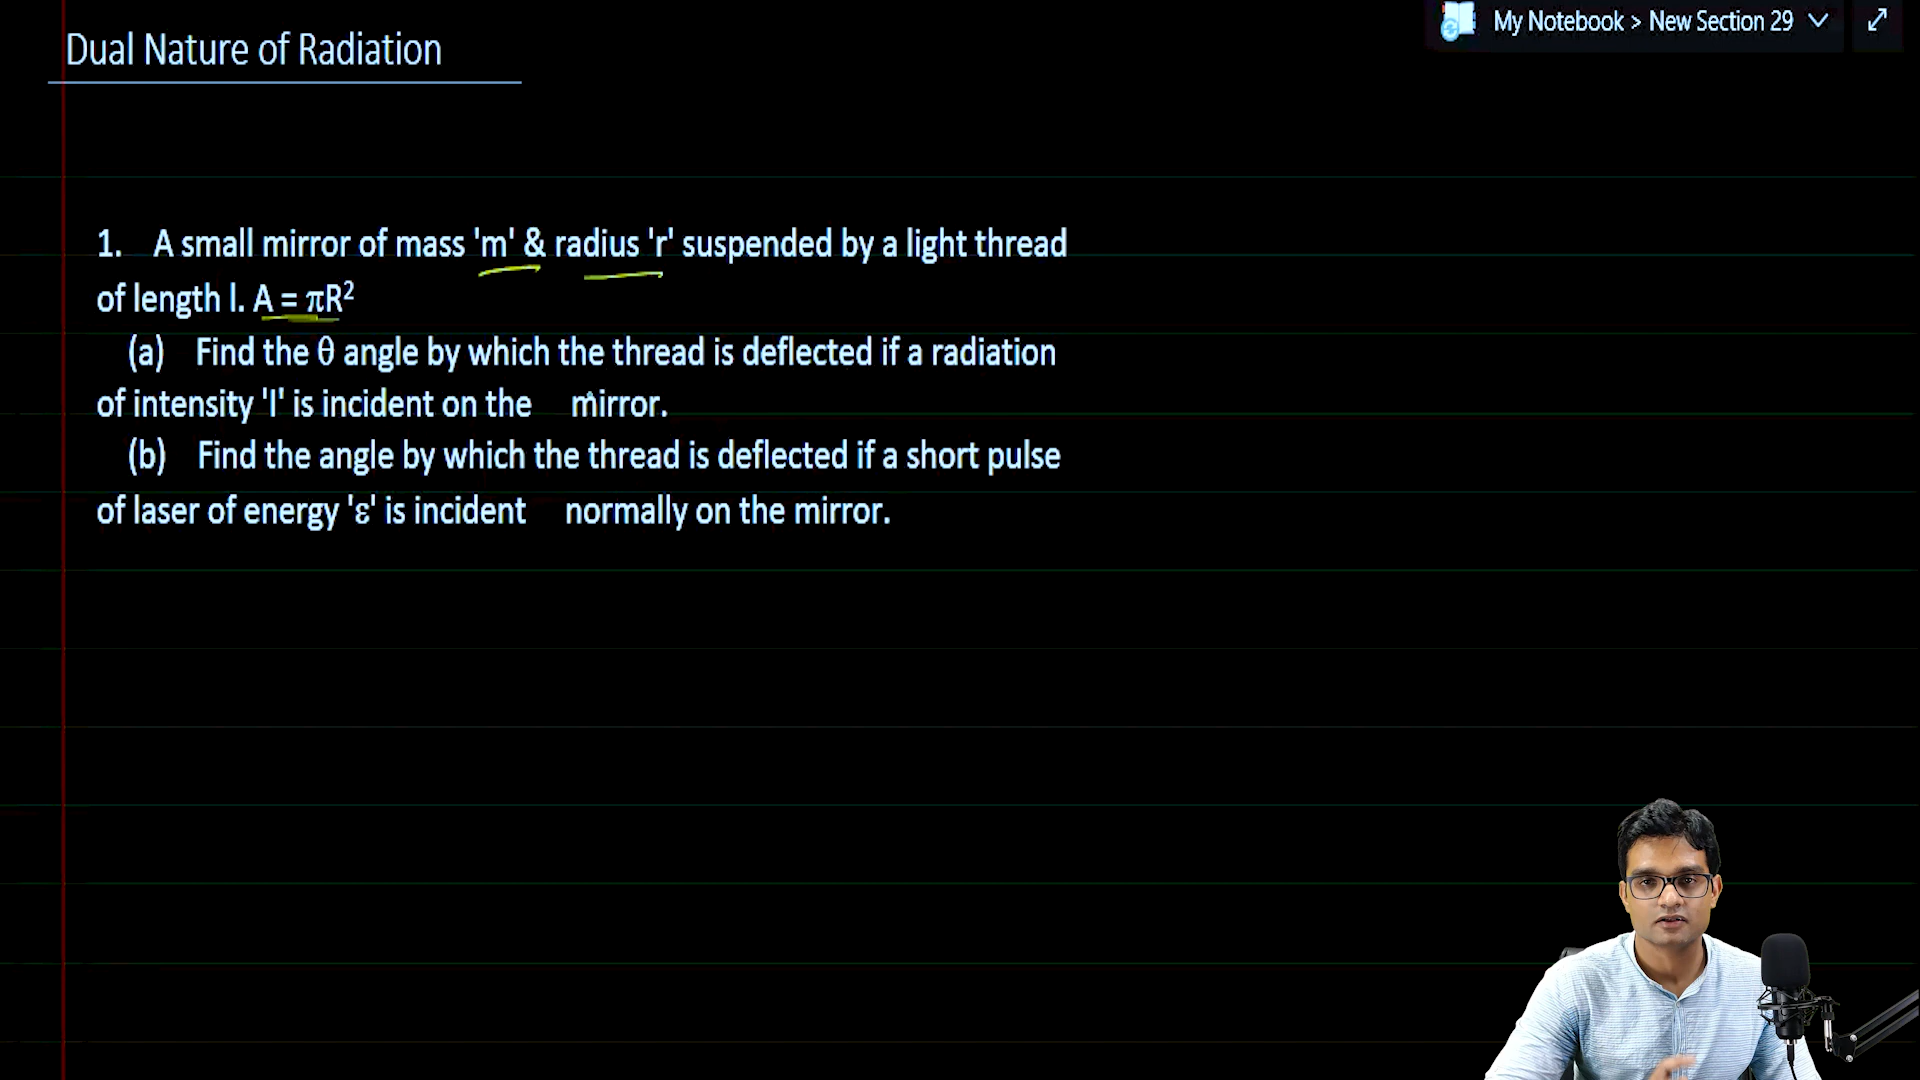 Dual Nature of Radiation
My Notebook > New Section 29
1. A small mirror of mass 'm' & radius 'r' suspended by a light thread
of length l. A = πR²
(a) Find the θ angle by which the thread is deflected if a radiation
of intensity 'I' is incident on the mirror.
(b) Find the angle by which the thread is deflected if a short pulse
of laser of energy 'ε' is incident normally on the mirror.